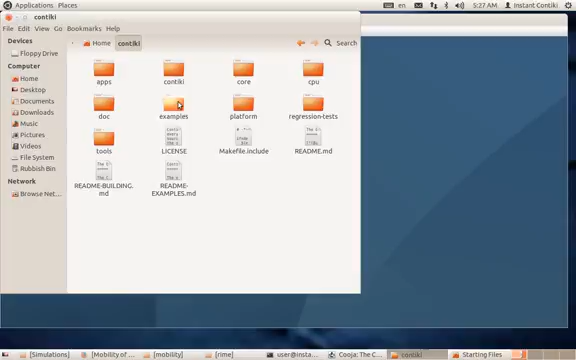 Applications Places en 5:27 AM Instant Contiki
contiki
File Edit View Go Bookmarks Help
Devices
Floppy Drive
Computer
Home
Desktop
Documents
Downloads
Music
Pictures
Videos
File System
Rubbish Bin
Network
Browse Net...
Home contiki Search
apps contiki core cpu
doc examples platform regression-tests
tools LICENSE Makefile.include README.md
README-BUILDING.md
README-EXAMPLES.md
[Simulations] [Mobility of ... [mobility] [rime] user@insta... Cooja: The C... contiki Starting Files